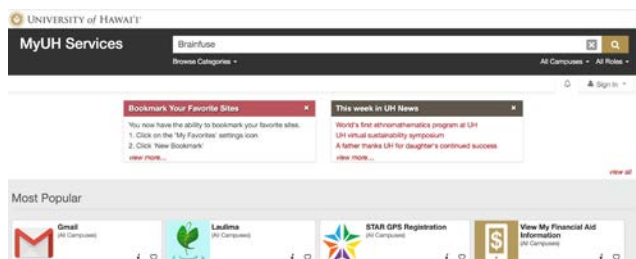 UNIVERSITY of HAWAI'I®
MyUH Services
Brainfuse
Browse Categories
All Campuses
All Roles
Sign In
Bookmark Your Favorite Sites
You now have the ability to bookmark your favorite sites.
1. Click on the 'My Favorites' settings icon
2. Click 'New Bookmark'
view more...
This week in UH News
World's first ethnomathematics program at UH
UH virtual sustainability symposium
A father thanks UH for daughter's continued success
view more...
view all
Most Popular
Gmail
(All Campuses)
Laulima
(All Campuses)
STAR GPS Registration
(All Campuses)
View My Financial Aid
Information
(All Campuses)